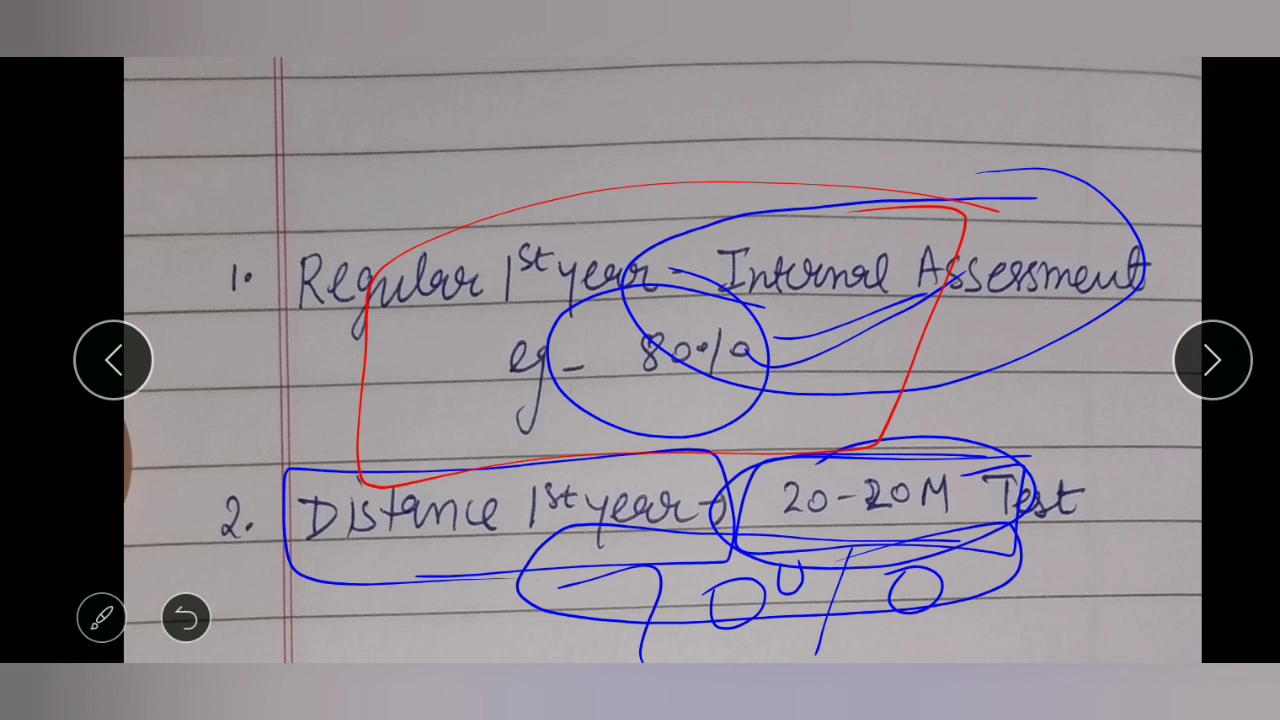 1. Regular 1st year - Internal Assessment
eg - 80%
2. Distance 1st year - 20-20M Test
70%